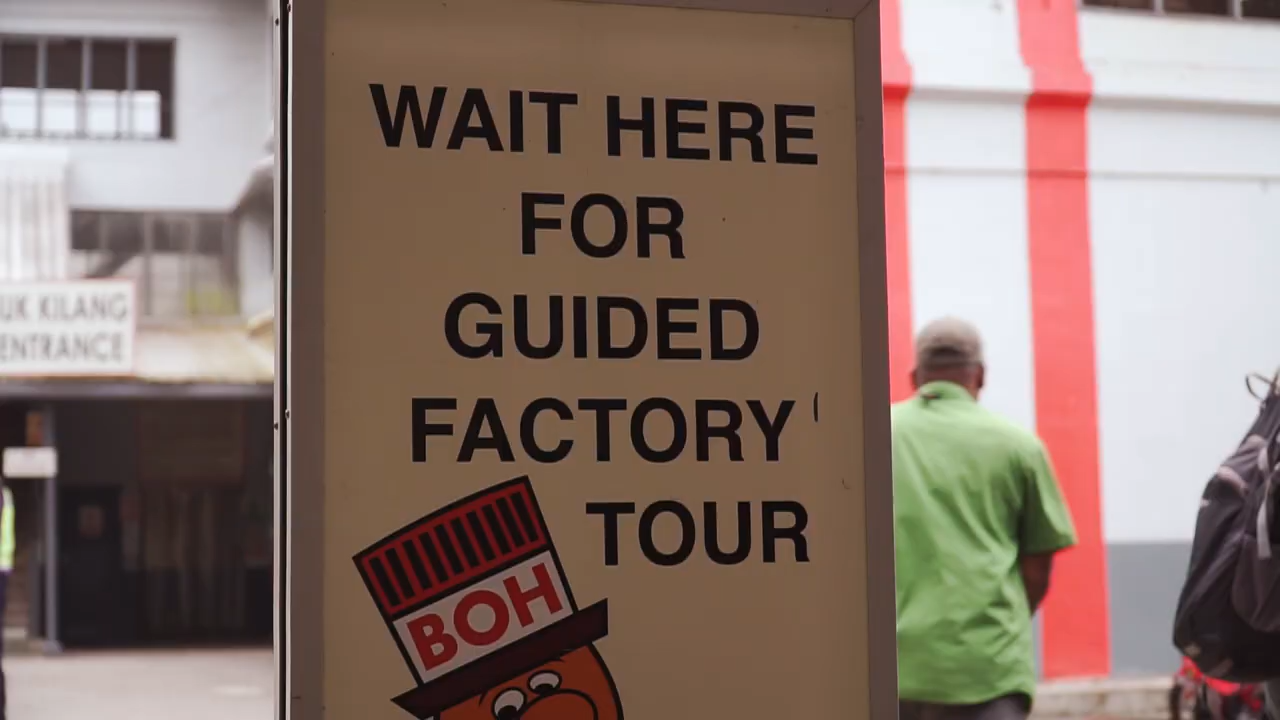 WAIT HERE
FOR
GUIDED
FACTORY
TOUR
BOH
UK KILANG
ENTRANCE